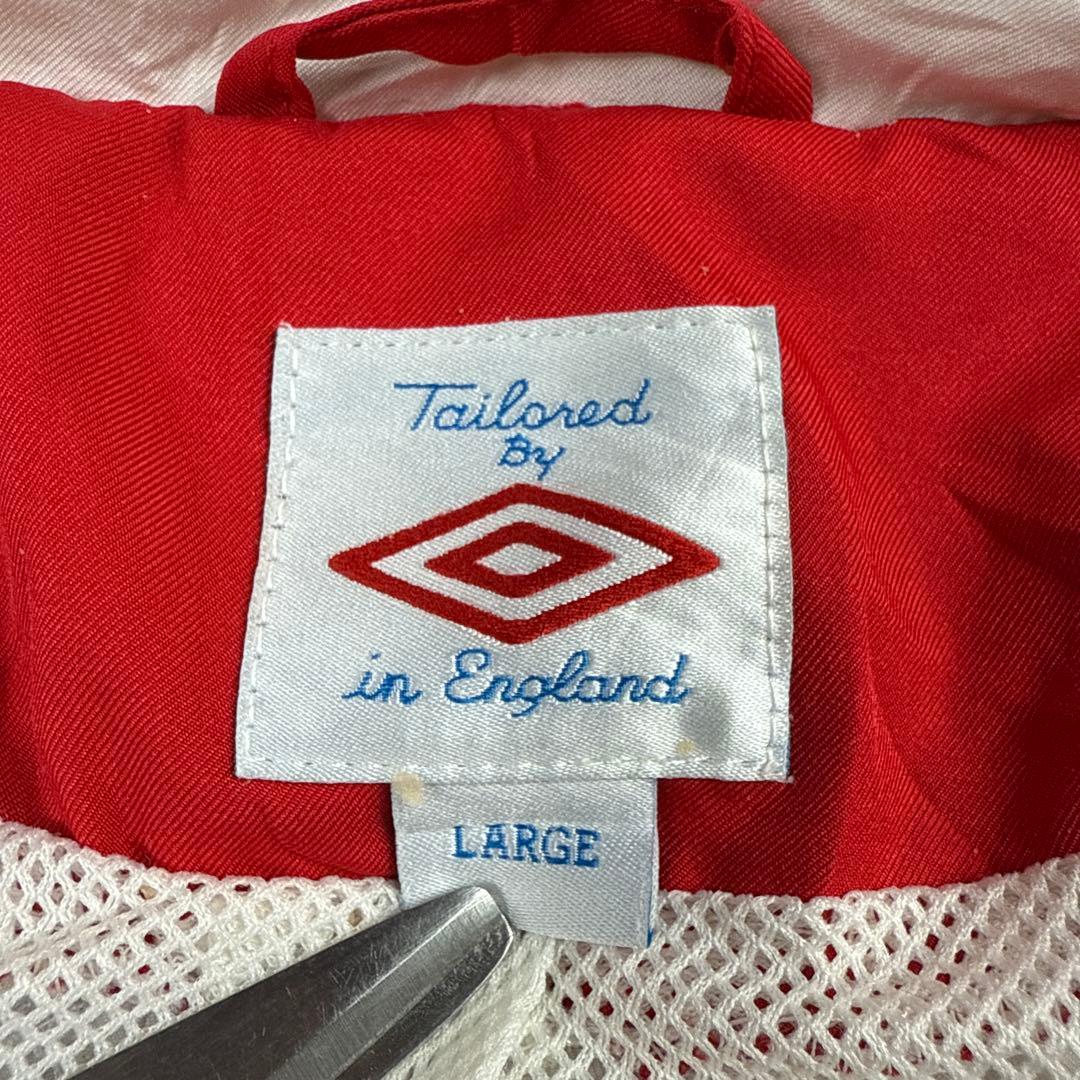 Tailored
By
in England
LARGE